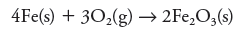 4Fe(s) + 3O₂(g) → 2Fe₂O₃(s)